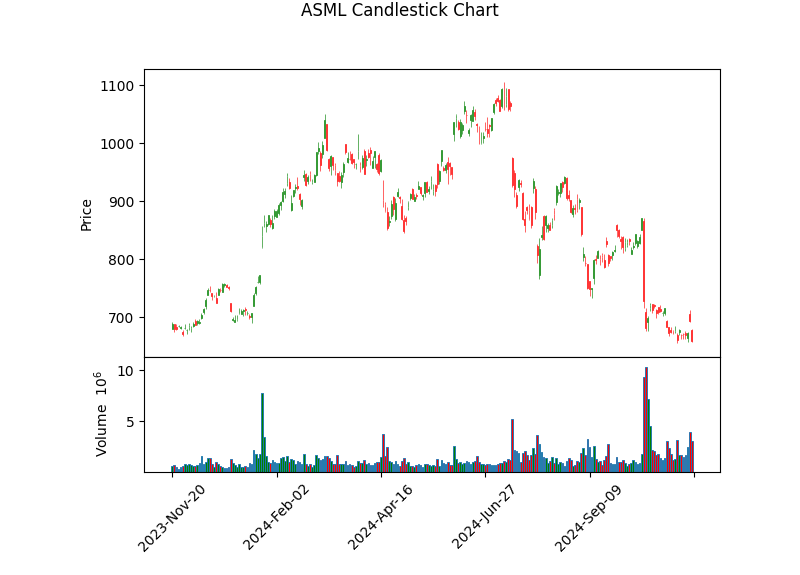 ASML Candlestick Chart
1100
1000
900
800
700
Price
10
5
Volume 10^6
2023-Nov-20
2024-Feb-02
2024-Apr-16
2024-Jun-27
2024-Sep-09